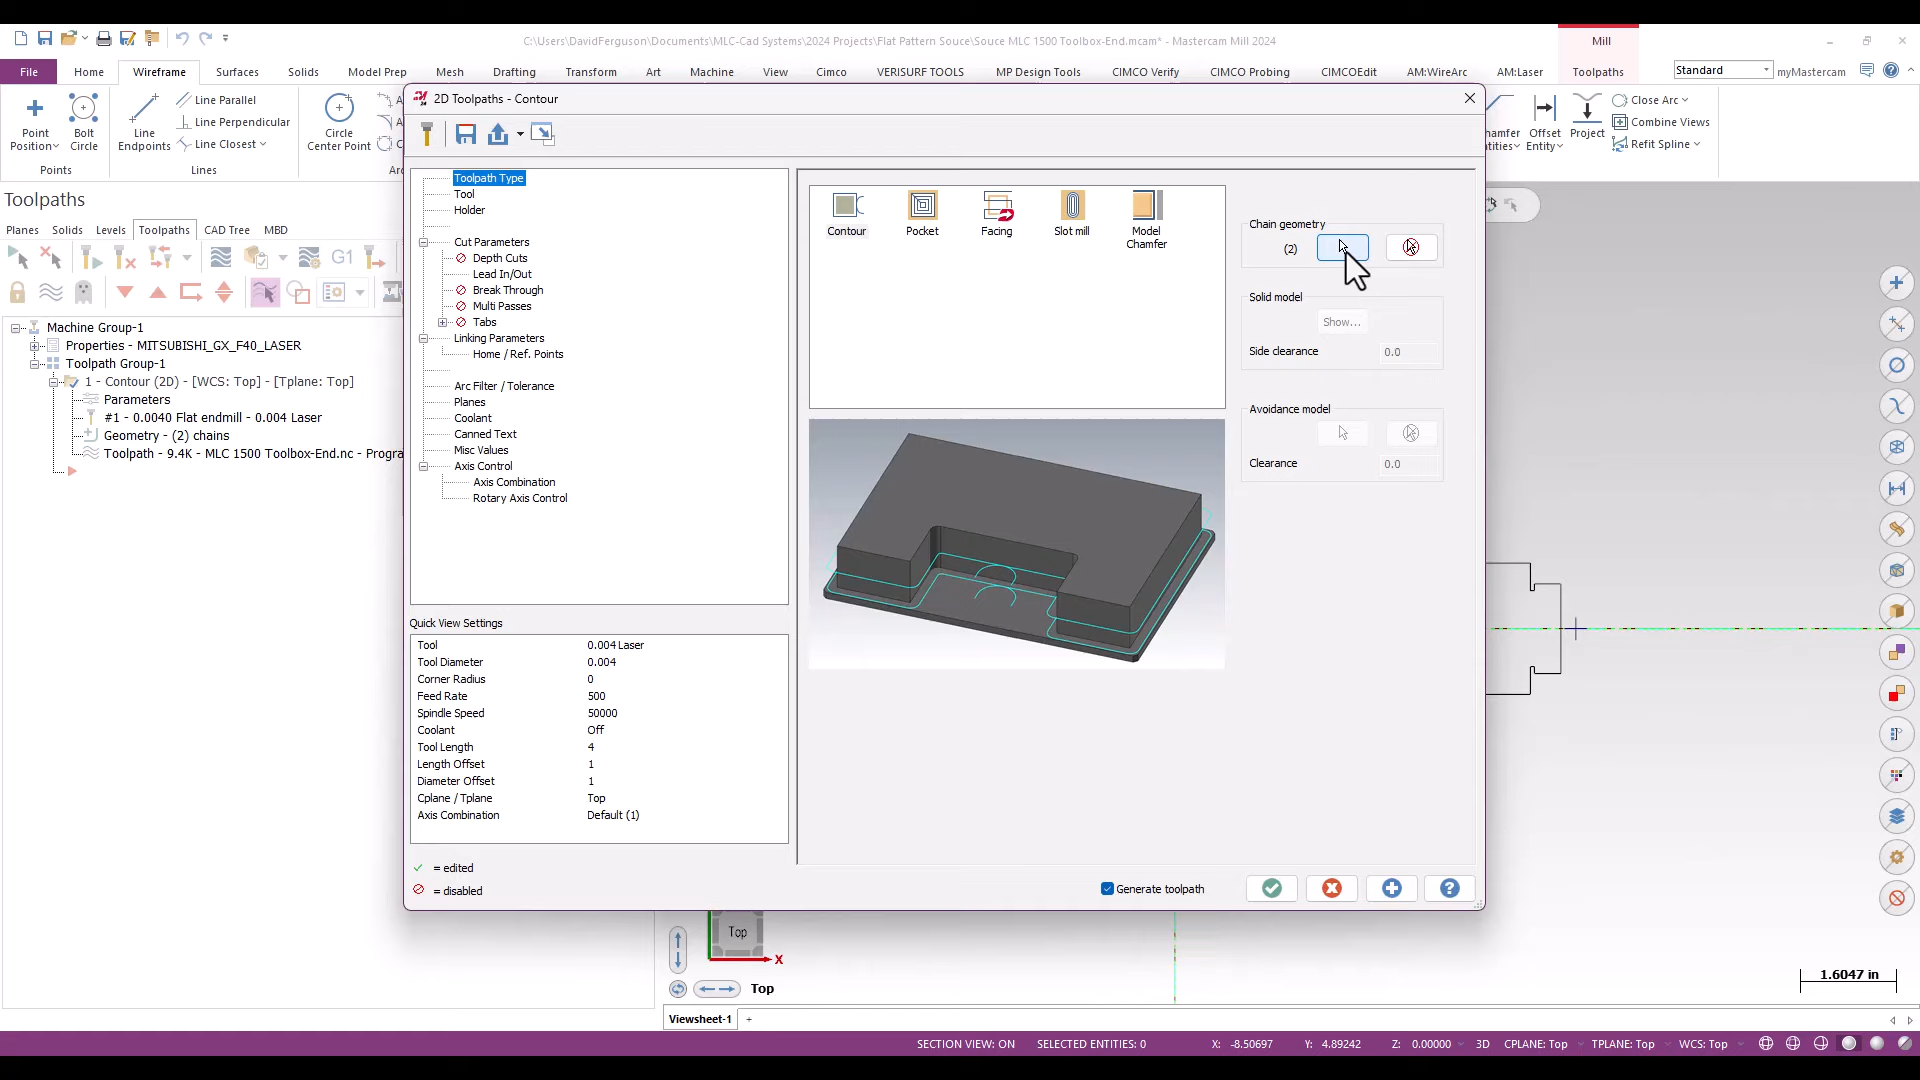 C:\Users\DavidFerguson\Documents\MLC-Cad Systems\2024 Projects\Flat Pattern Souce\Souce MLC 1500 Toolbox-End.mcam* - Mastercam Mill 2024
Mill
File
Home
Wireframe
Surfaces
Solids
Model Prep
Mesh
Drafting
Transform
Art
Machine
View
Cimco
VERISURF TOOLS
MP Design Tools
CIMCO Verify
CIMCO Probing
CIMCOEdit
AM:WireArc
AM:Laser
Toolpaths
Standard
myMastercam
Point Position
Bolt Circle
Points
Line Endpoints
Line Parallel
Line Perpendicular
Line Closest
Lines
Circle Center Point
Offset Entity
Project
Close Arc
Combine Views
Refit Spline
Toolpaths
Planes
Solids
Levels
Toolpaths
CAD Tree
MBD
G1
Machine Group-1
Properties - MITSUBISHI_GX_F40_LASER
Toolpath Group-1
1 - Contour (2D) - [WCS: Top] - [Tplane: Top]
Parameters
#1 - 0.0040 Flat endmill - 0.004 Laser
Geometry - (2) chains
Toolpath - 9.4K - MLC 1500 Toolbox-End.nc - Progra
2D Toolpaths - Contour
Toolpath Type
Tool
Holder
Cut Parameters
Depth Cuts
Lead In/Out
Break Through
Multi Passes
Tabs
Linking Parameters
Home / Ref. Points
Arc Filter / Tolerance
Planes
Coolant
Canned Text
Misc Values
Axis Control
Axis Combination
Rotary Axis Control
Contour
Pocket
Facing
Slot mill
Model Chamfer
Chain geometry
(2)
Solid model
Show...
Side clearance 0.0
Avoidance model
Clearance 0.0
Quick View Settings
Tool 0.004 Laser
Tool Diameter 0.004
Corner Radius 0
Feed Rate 500
Spindle Speed 50000
Coolant Off
Tool Length 4
Length Offset 1
Diameter Offset 1
Cplane / Tplane Top
Axis Combination Default (1)
= edited
= disabled
Generate toolpath
Top
X
Top
1.6047 in
Viewsheet-1
+
SECTION VIEW: ON
SELECTED ENTITIES: 0
X: -8.50697
Y: 4.89242
Z: 0.00000
3D
CPLANE: Top
TPLANE: Top
WCS: Top